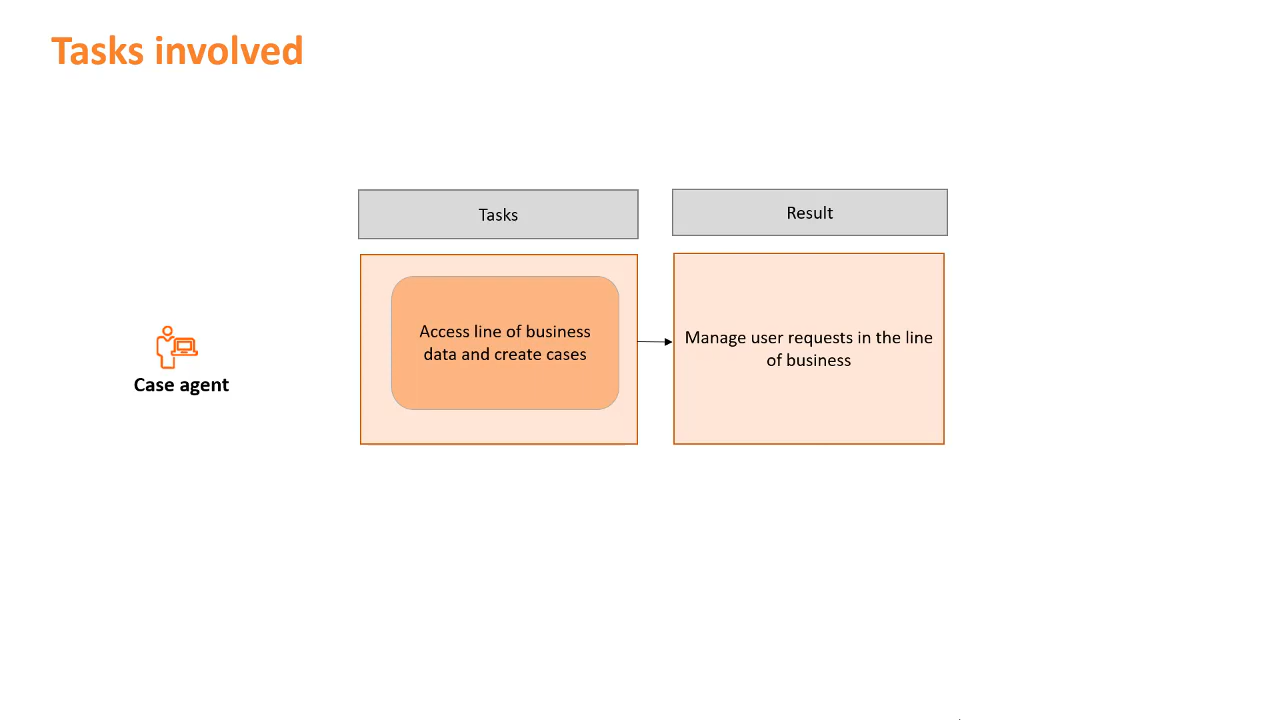 Tasks involved
Tasks
Result
Access line of business
data and create cases
Manage user requests in the line
of business
Case agent